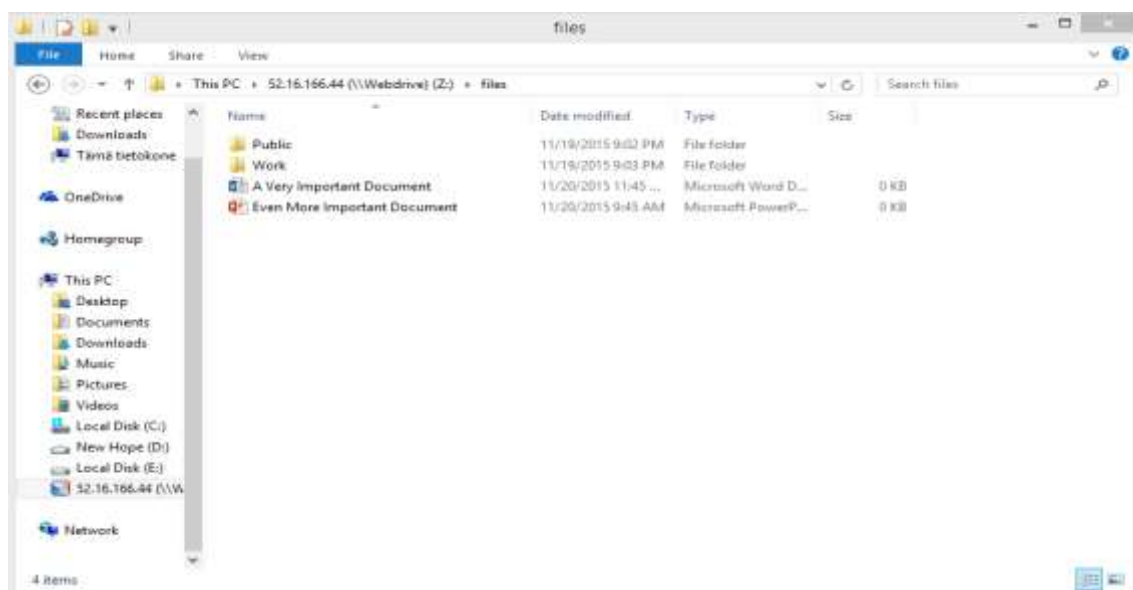 files
File Home Share View
This PC 52.16.166.44 (\\Webdrive) (Z:) files Search files
Recent places
Downloads
Tämä tietokone
OneDrive
Homegroup
This PC
Desktop
Documents
Downloads
Music
Pictures
Videos
Local Disk (C:)
New Hope (D:)
Local Disk (E:)
52.16.166.44 (\\W
Network
Name Date modified Type Size
Public 11/19/2015 9:02 PM File folder
Work 11/19/2015 9:03 PM File folder
A Very Important Document 11/20/2015 11:45 ... Microsoft Word D... 0 KB
Even More Important Document 11/20/2015 9:45 AM Microsoft PowerP... 0 KB
4 items